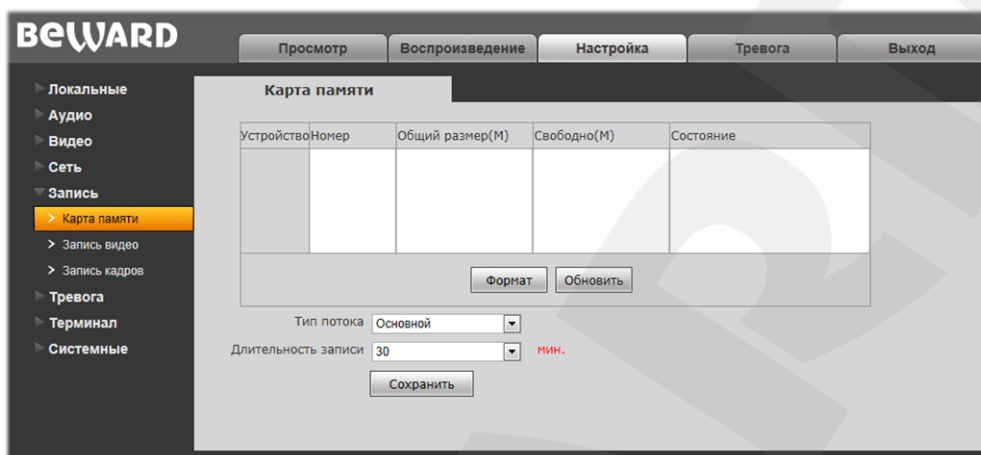 BEWARD
Просмотр Воспроизведение Настройка Тревога Выход
Локальные
Аудио
Видео
Сеть
Запись
Карта памяти
Запись видео
Запись кадров
Тревога
Терминал
Системные
Карта памяти
Устройство Номер Общий размер(М) Свободно(М) Состояние
Формат Обновить
Тип потока Основной
Длительность записи 30 мин.
Сохранить